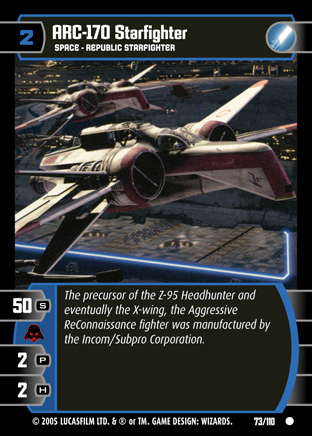 2
ARC-170 Starfighter
SPACE - REPUBLIC STARFIGHTER
The precursor of the Z-95 Headhunter and
eventually the X-wing, the Aggressive
ReConnaissance fighter was manufactured by
the Incom/Subpro Corporation.
50 S
2 P
2 H
© 2005 LUCASFILM LTD. & ® or TM. GAME DESIGN: WIZARDS. 73/110